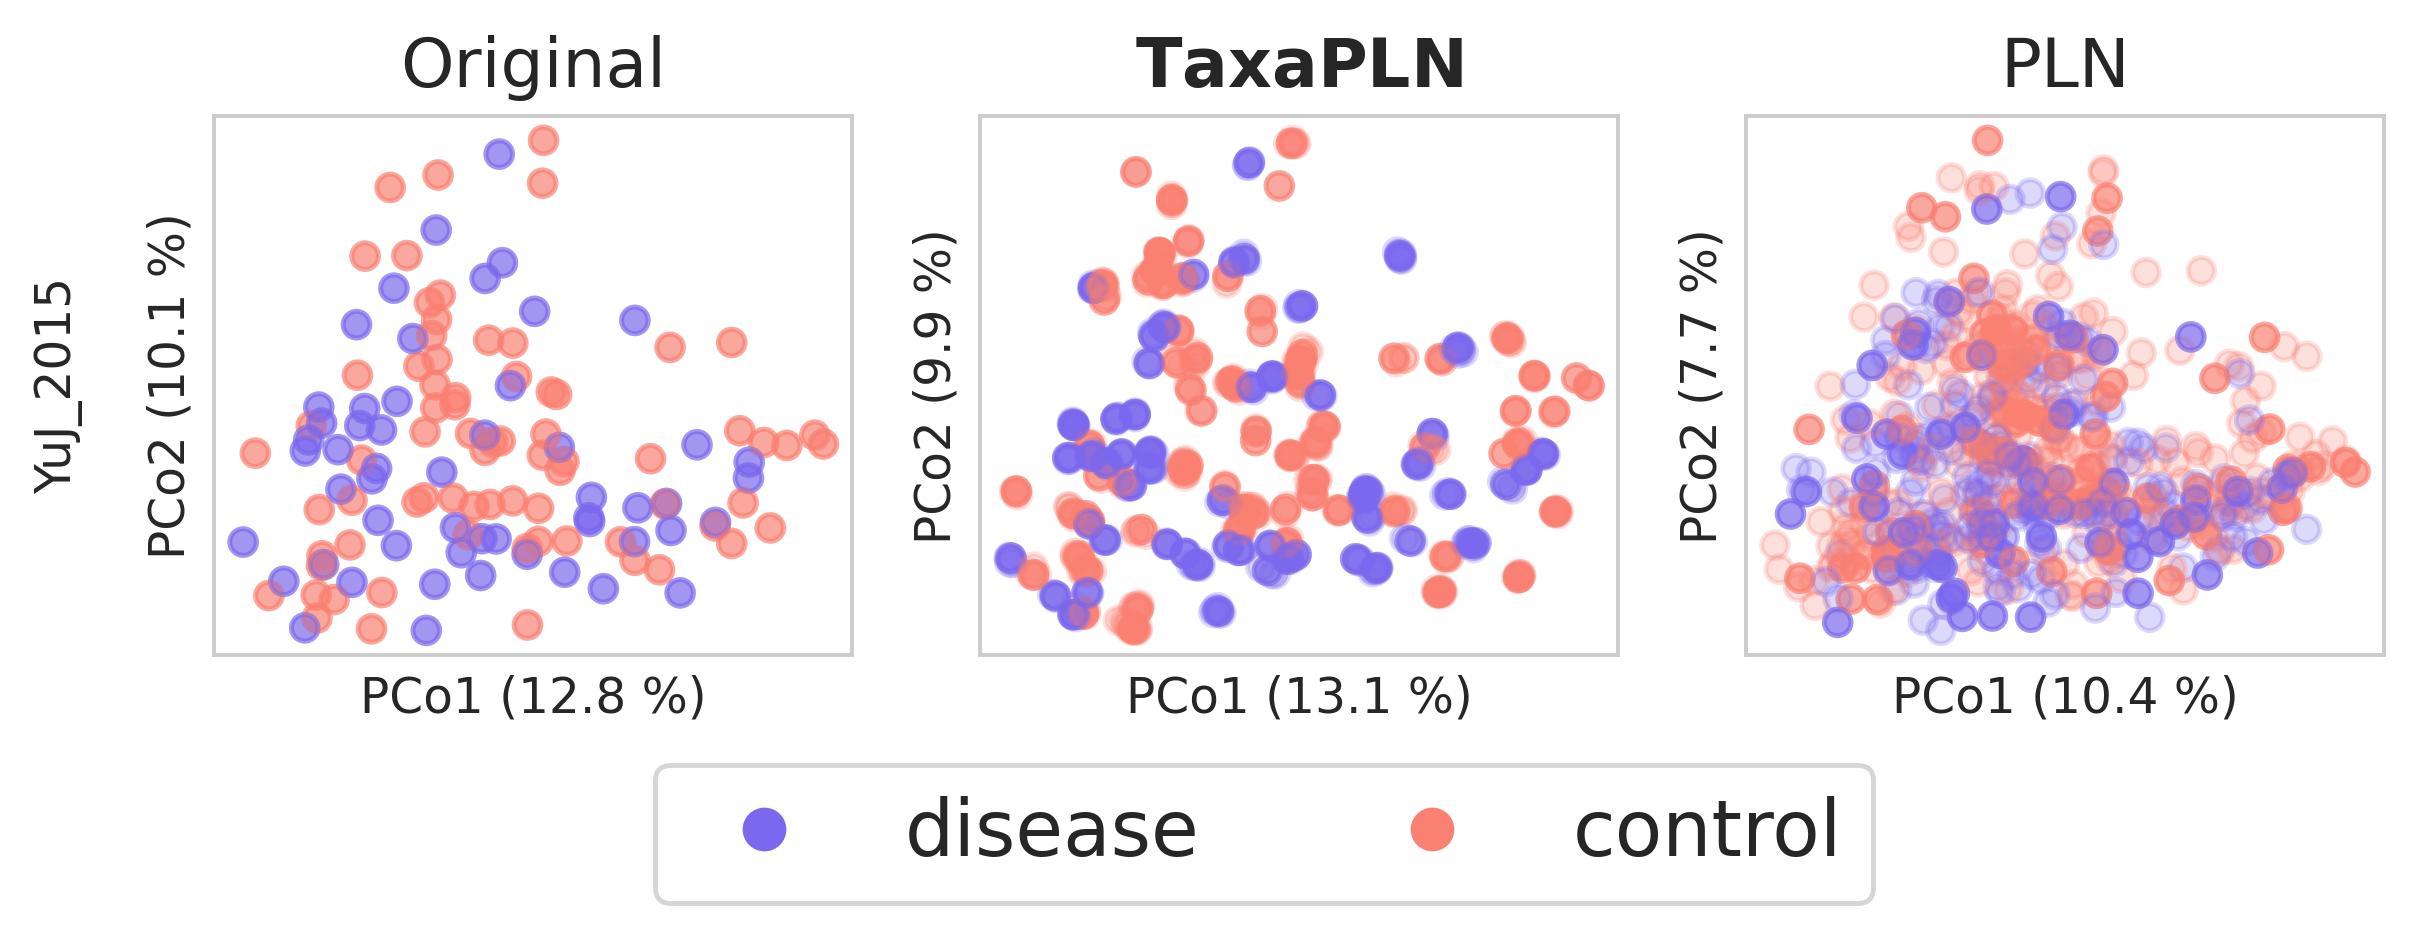 Original
TaxaPLN
PLN
YuJ_2015
PCo2 (10.1 %)
PCo2 (9.9 %)
PCo2 (7.7 %)
PCo1 (12.8 %)
PCo1 (13.1 %)
PCo1 (10.4 %)
disease
control